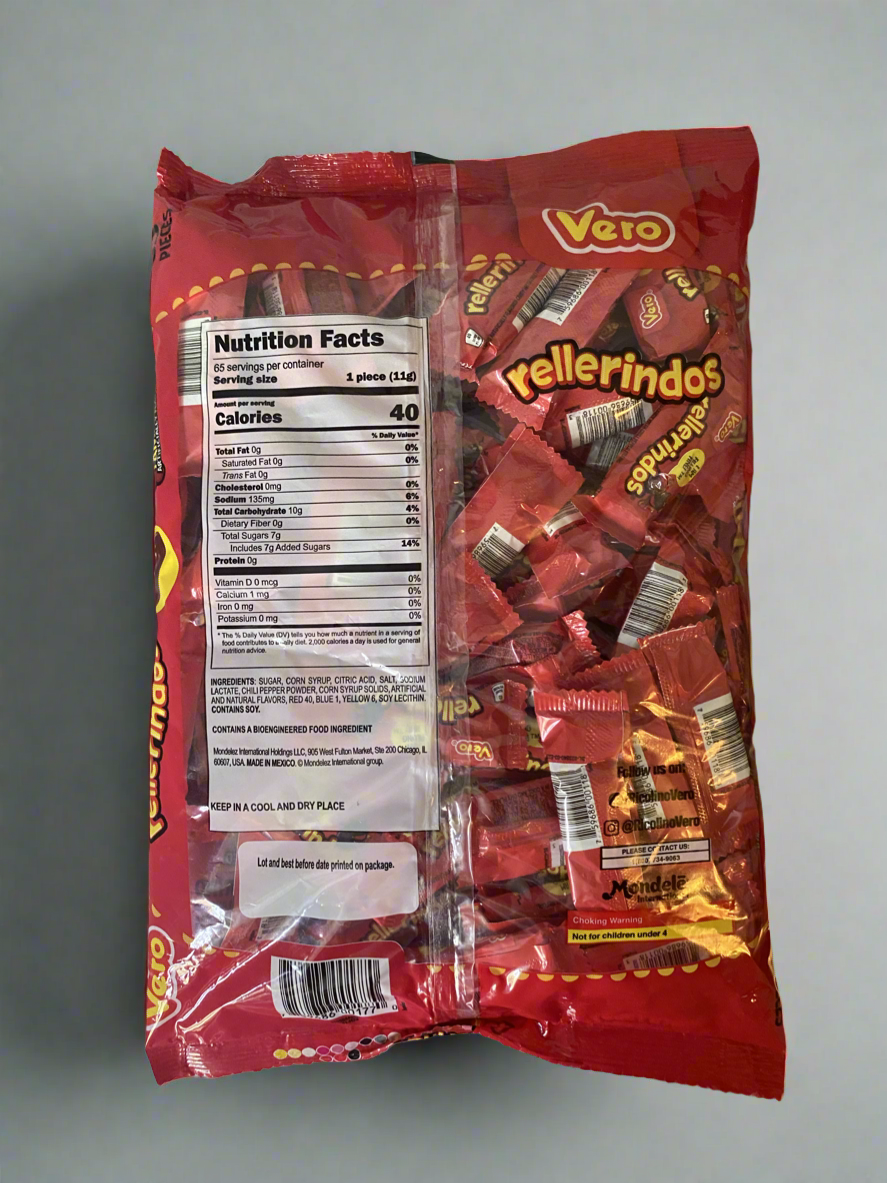 PIECES
Vero
rellerindos
Nutrition Facts
65 servings per container
Serving size 1 piece (11g)
Amount per serving
Calories 40
% Daily Value*
Total Fat 0g 0%
Saturated Fat 0g 0%
Trans Fat 0g
Cholesterol 0mg 0%
Sodium 135mg 6%
Total Carbohydrate 10g 4%
Dietary Fiber 0g 0%
Total Sugars 7g
Includes 7g Added Sugars 14%
Protein 0g
Vitamin D 0 mcg 0%
Calcium 1 mg 0%
Iron 0 mg 0%
Potassium 0 mg 0%
* The % Daily Value (DV) tells you how much a nutrient in a serving of
food contributes to a daily diet. 2,000 calories a day is used for general
nutrition advice.
INGREDIENTS: SUGAR, CORN SYRUP, CITRIC ACID, SALT, SODIUM
LACTATE, CHILI PEPPER POWDER, CORN SYRUP SOLIDS, ARTIFICIAL
AND NATURAL FLAVORS, RED 40, BLUE 1, YELLOW 6, SOY LECITHIN.
CONTAINS SOY.
CONTAINS A BIOENGINEERED FOOD INGREDIENT
Mondelez International Holdings LLC, 905 West Fulton Market, Ste 200 Chicago, IL
60607, USA. MADE IN MEXICO. © Mondelez International group.
KEEP IN A COOL AND DRY PLACE
Lot and best before date printed on package.
rellerindos
Vero
rellerindos
Vero
Vero
Follow us on:
RicolinoVero
@RicolinoVero
PLEASE CONTACT US:
Mondelēz
International
Choking Warning
Not for children under 4
rellerindos
Vero